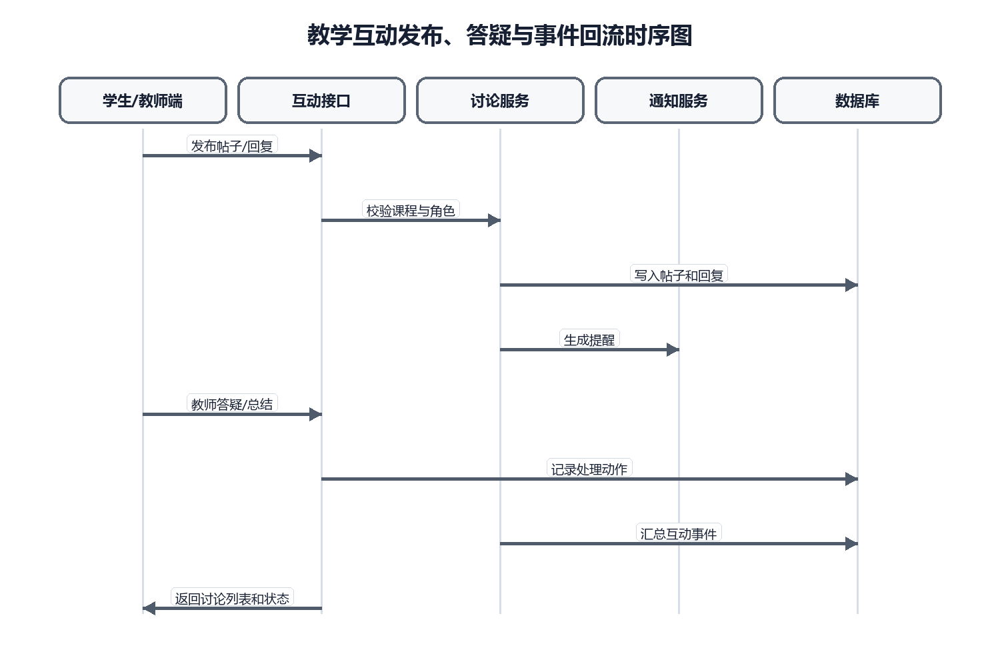 教学互动发布、答疑与事件回流时序图
学生/教师端
互动接口
讨论服务
通知服务
数据库
发布帖子/回复
校验课程与角色
写入帖子和回复
生成提醒
教师答疑/总结
记录处理动作
汇总互动事件
返回讨论列表和状态